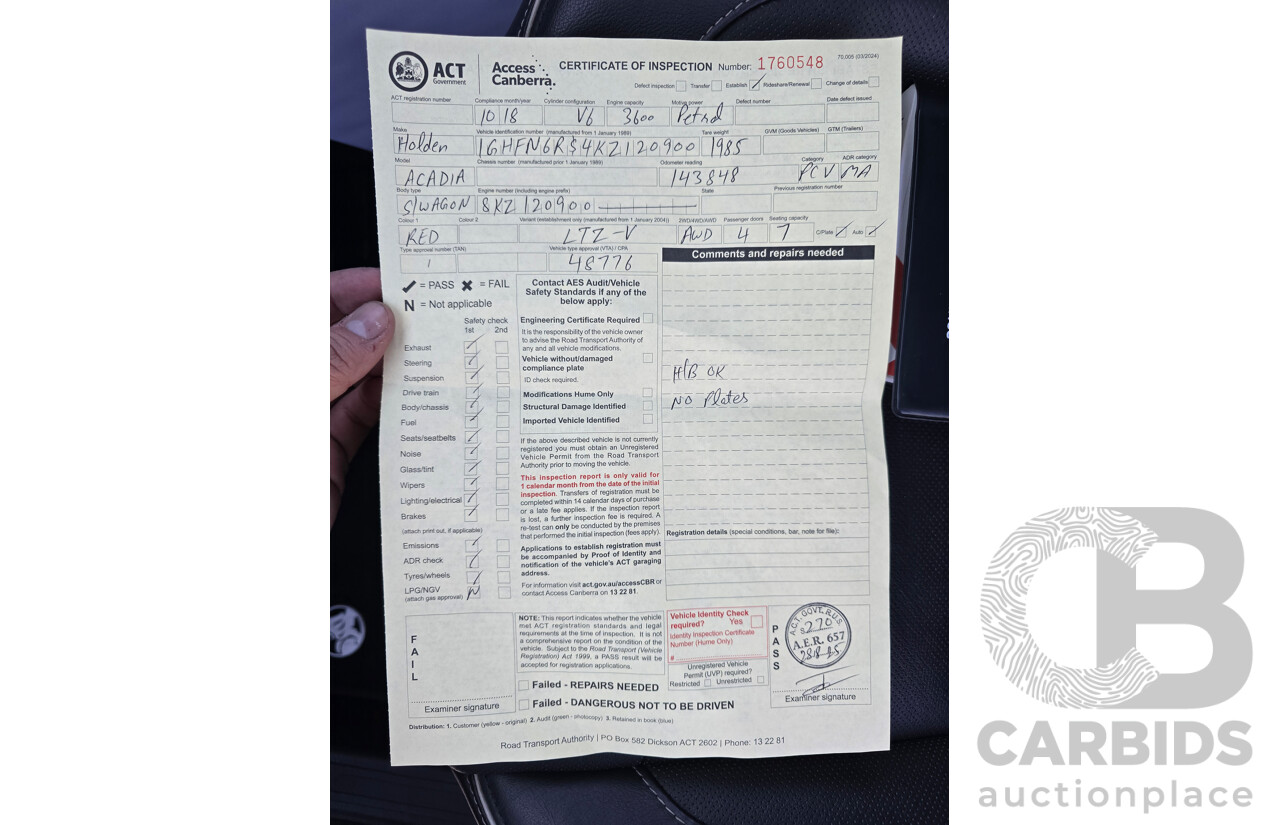 ACT
Government
Access
Canberra
CERTIFICATE OF INSPECTION Number: 1760548
70.005 (03/2024)
Defect inspection Transfer Establish Rideshare/Renewal Change of details
ACT registration number Compliance month/year Cylinder configuration Engine capacity Motive power Defect number Date defect issued
10 18 V6 3600 Petrol
Make Vehicle identification number (manufactured from 1 January 1989) Tare weight GVM (Goods Vehicles) GTM (Trailers)
Holden 1GHFN6RS4KZ120900 1985
Model Chassis number (manufactured prior 1 January 1989) Odometer reading Category ADR category
ACADIA 143848 PCV MA
Body type Engine number (including engine prefix) State Previous registration number
S/WAGON 8KZ120900
Colour 1 Colour 2 Variant (establishment only (manufactured from 1 January 2004)) 2WD/4WD/AWD Passenger doors Seating capacity
RED LTZ-V AWD 4 7 C/Plate Auto
Type approval number (TAN) Vehicle type approval (VTA) / CPA
48776
Comments and repairs needed
H/B OK
NO Plates
= PASS = FAIL
N = Not applicable
Safety check
1st 2nd
Exhaust
Steering
Suspension
Drive train
Body/chassis
Fuel
Seats/seatbelts
Noise
Glass/tint
Wipers
Lighting/electrical
Brakes
(attach print out, if applicable)
Emissions
ADR check
Tyres/wheels
LPG/NGV N
(attach gas approval)
Contact AES Audit/Vehicle
Safety Standards if any of the
below apply:
Engineering Certificate Required
It is the responsibility of the vehicle owner
to advise the Road Transport Authority of
any and all vehicle modifications.
Vehicle without/damaged
compliance plate
ID check required
Modifications Hume Only
Structural Damage Identified
Imported Vehicle Identified
If the above described vehicle is not currently
registered you must obtain an Unregistered
Vehicle Permit from the Road Transport
Authority prior to moving the vehicle.
This inspection report is only valid for
1 calendar month from the date of the initial
inspection. Transfers of registration must be
completed within 14 calendar days of purchase
or a late fee applies. If the inspection report
is lost, a further inspection fee is required. A
re-test can only be conducted by the premises
that performed the initial inspection (fees apply).
Applications to establish registration must
be accompanied by Proof of Identity and
notification of the vehicle's ACT garaging
address.
For information visit act.gov.au/accessCBR or
contact Access Canberra on 13 22 81.
Registration details (special conditions, bar, note for file):
FAIL
Examiner signature
NOTE: This report indicates whether the vehicle
met ACT registration standards and legal
requirements at the time of inspection. It is not
a comprehensive report on the condition of the
vehicle. Subject to the Road Transport (Vehicle
Registration) Act 1999, a PASS result will be
accepted for registration applications.
Failed - REPAIRS NEEDED
Failed - DANGEROUS NOT TO BE DRIVEN
Vehicle Identity Check
required? Yes
Identity Inspection Certificate
Number (Hume Only)
#
Unregistered Vehicle
Permit (UVP) required?
Restricted Unrestricted
PASS
A.C.T. GOVT. R.U.S
A.E.R. 657
Examiner signature
Distribution: 1. Customer (yellow - original) 2. Audit (green - photocopy) 3. Retained in book (blue)
Road Transport Authority | PO Box 582 Dickson ACT 2602 | Phone: 13 22 81
CB
CARBIDS
auctionplace